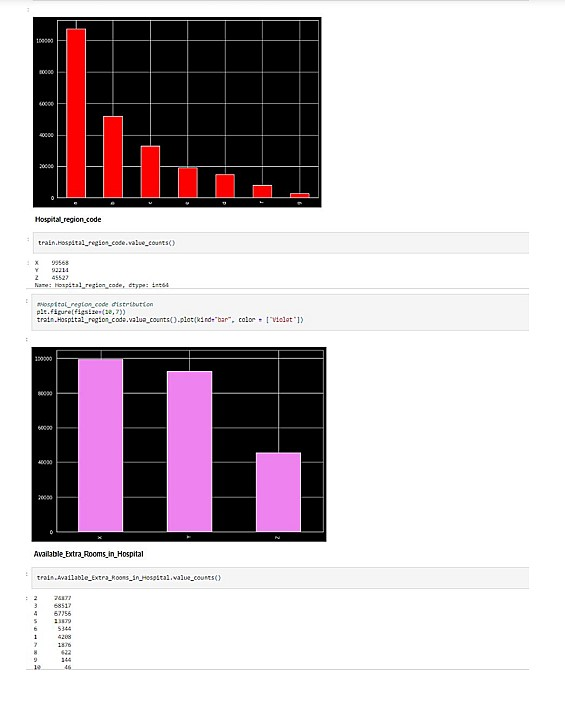 100000
80000
60000
40000
20000
0
a b c e d f g
Hospital_region_code
train.Hospital_region_code.value_counts()
X 99568
Y 92214
Z 45527
Name: Hospital_region_code, dtype: int64
#Hospital_region_code distribution
plt.figure(figsize=(10,7))
train.Hospital_region_code.value_counts().plot(kind="bar", color = ["Violet"])
100000
80000
60000
40000
20000
0
X Y Z
Available_Extra_Rooms_in_Hospital
train.Available_Extra_Rooms_in_Hospital.value_counts()
2 74877
3 68517
4 67756
5 13879
6 5344
1 4208
7 1876
8 622
9 144
10 46